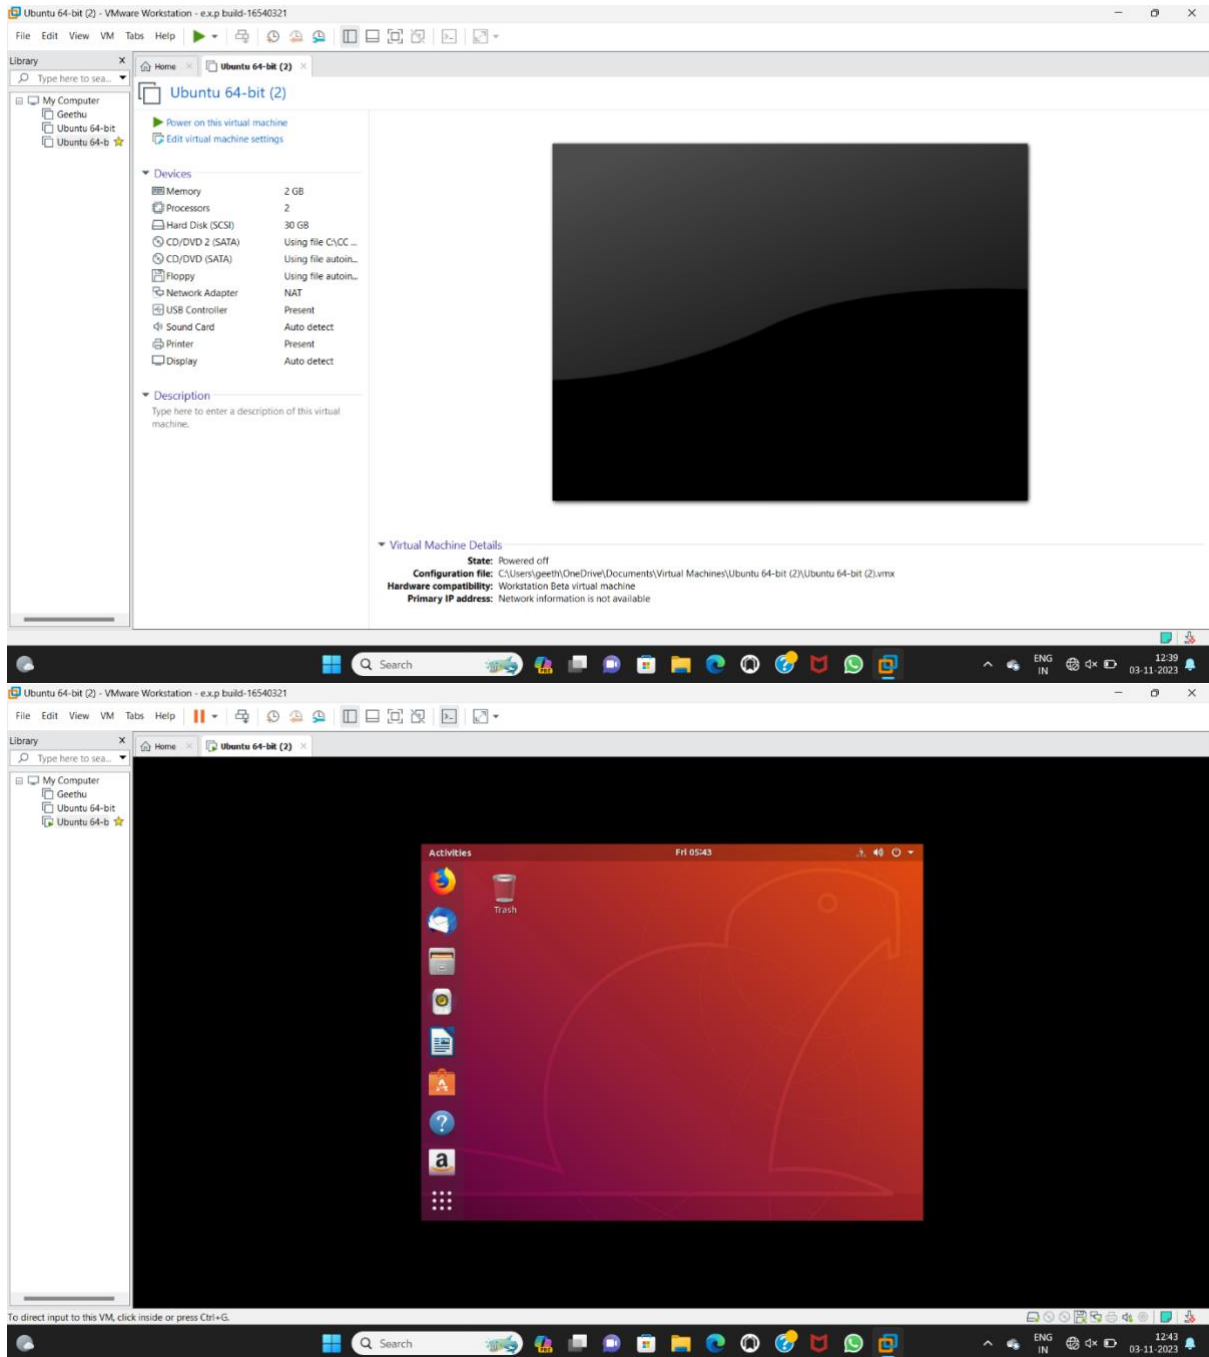 Ubuntu 64-bit (2) - VMware Workstation - e.x.p build-16540321
File Edit View VM Tabs Help
Library X
Type here to sea...
Home × Ubuntu 64-bit (2) ×
My Computer
Geethu
Ubuntu 64-bit
Ubuntu 64-b
Ubuntu 64-bit (2)
Power on this virtual machine
Edit virtual machine settings
Devices
Memory 2 GB
Processors 2
Hard Disk (SCSI) 30 GB
CD/DVD 2 (SATA) Using file C:\CC ...
CD/DVD (SATA) Using file autoin...
Floppy Using file autoin...
Network Adapter NAT
USB Controller Present
Sound Card Auto detect
Printer Present
Display Auto detect
Description
Type here to enter a description of this virtual
machine.
Virtual Machine Details
State: Powered off
Configuration file: C:\Users\geeth\OneDrive\Documents\Virtual Machines\Ubuntu 64-bit (2)\Ubuntu 64-bit (2).vmx
Hardware compatibility: Workstation Beta virtual machine
Primary IP address: Network information is not available
Search
ENG
IN
12:39
03-11-2023
Ubuntu 64-bit (2) - VMware Workstation - e.x.p build-16540321
File Edit View VM Tabs Help
Library X
Type here to sea...
Home × Ubuntu 64-bit (2) ×
My Computer
Geethu
Ubuntu 64-bit
Ubuntu 64-b
Activities Fri 05:43
Trash
To direct input to this VM, click inside or press Ctrl+G.
Search
ENG
IN
12:43
03-11-2023